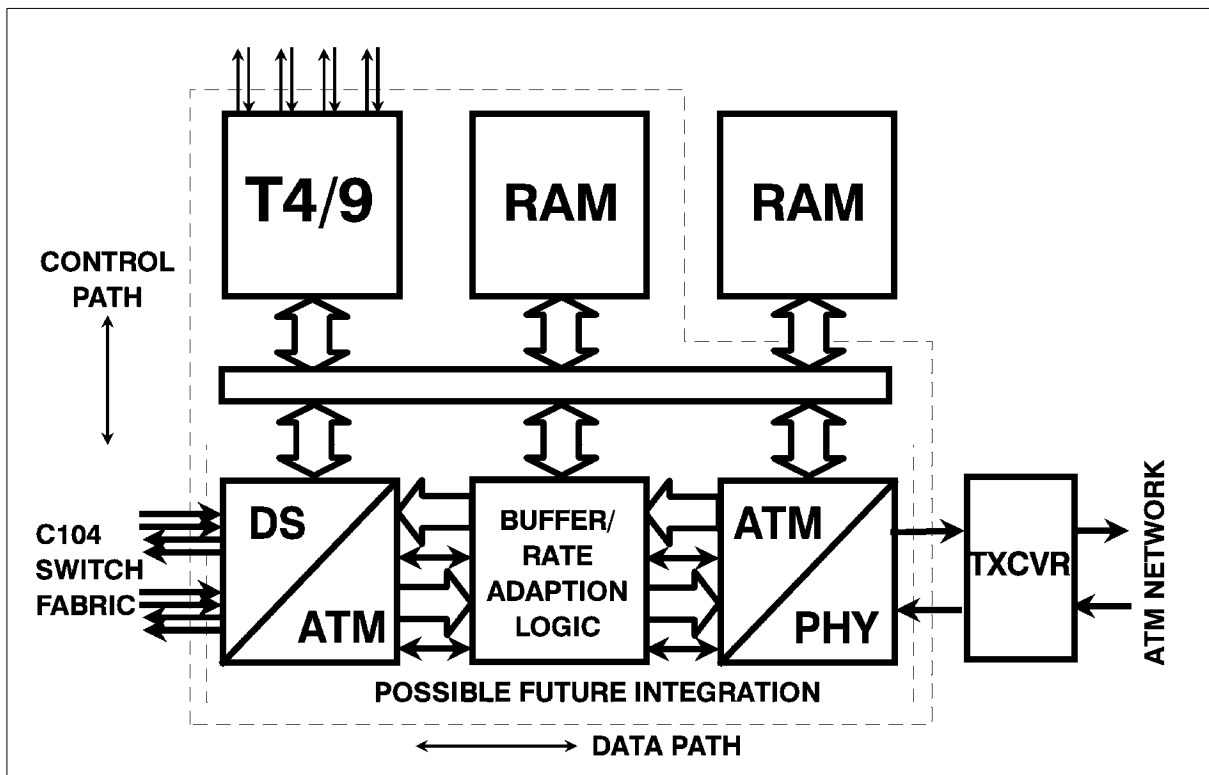 T4/9
RAM
RAM
CONTROL
PATH
DS
ATM
BUFFER/
RATE
ADAPTION
LOGIC
ATM
PHY
C104
SWITCH
FABRIC
TXCVR
ATM NETWORK
POSSIBLE FUTURE INTEGRATION
DATA PATH